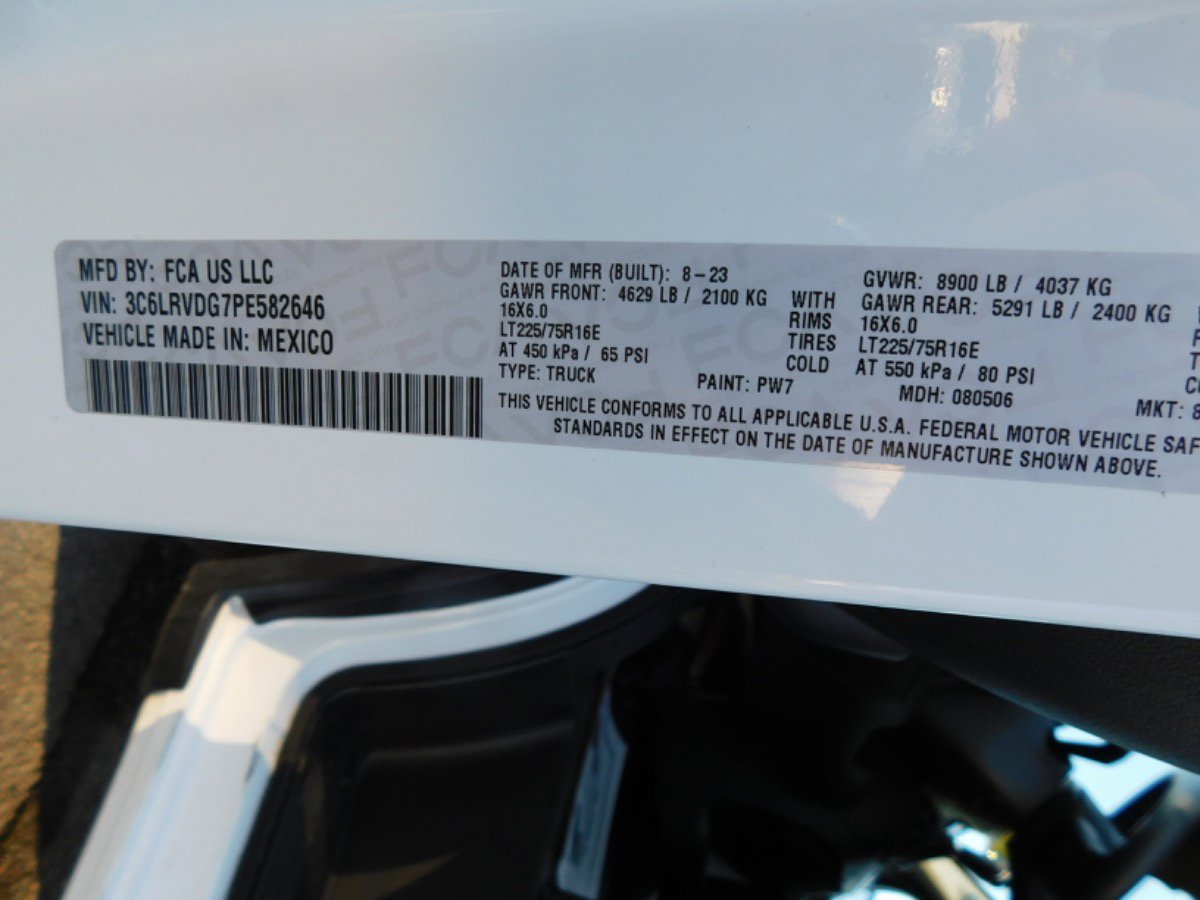 MFD BY: FCA US LLC
VIN: 3C6LRVDG7PE582646
VEHICLE MADE IN: MEXICO
DATE OF MFR (BUILT): 8-23
GVWR: 8900 LB / 4037 KG
GAWR FRONT: 4629 LB / 2100 KG WITH GAWR REAR: 5291 LB / 2400 KG
16X6.0 RIMS 16X6.0
LT225/75R16E TIRES LT225/75R16E
AT 450 kPa / 65 PSI COLD AT 550 kPa / 80 PSI
TYPE: TRUCK PAINT: PW7 MDH: 080506 MKT:
THIS VEHICLE CONFORMS TO ALL APPLICABLE U.S.A. FEDERAL MOTOR VEHICLE SAF
STANDARDS IN EFFECT ON THE DATE OF MANUFACTURE SHOWN ABOVE.